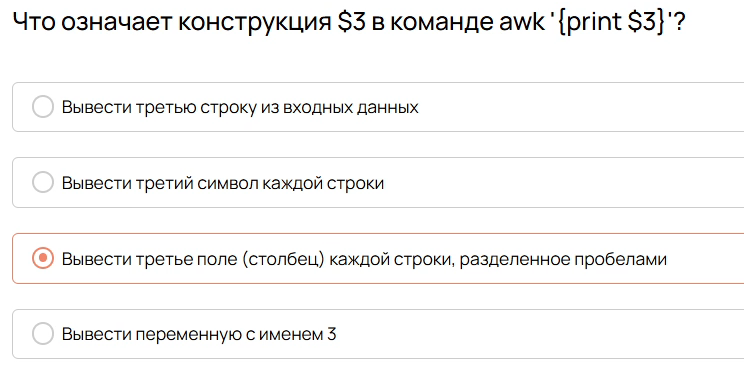 Что означает конструкция $3 в команде awk '{print $3}'?
Вывести третью строку из входных данных
Вывести третий символ каждой строки
Вывести третье поле (столбец) каждой строки, разделенное пробелами
Вывести переменную с именем 3